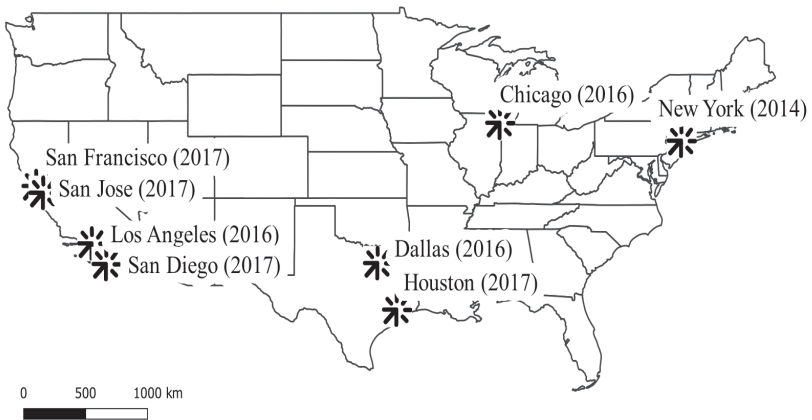 Chicago (2016)
New York (2014)
San Francisco (2017)
San Jose (2017)
Los Angeles (2016)
San Diego (2017)
Dallas (2016)
Houston (2017)
0 500 1000 km